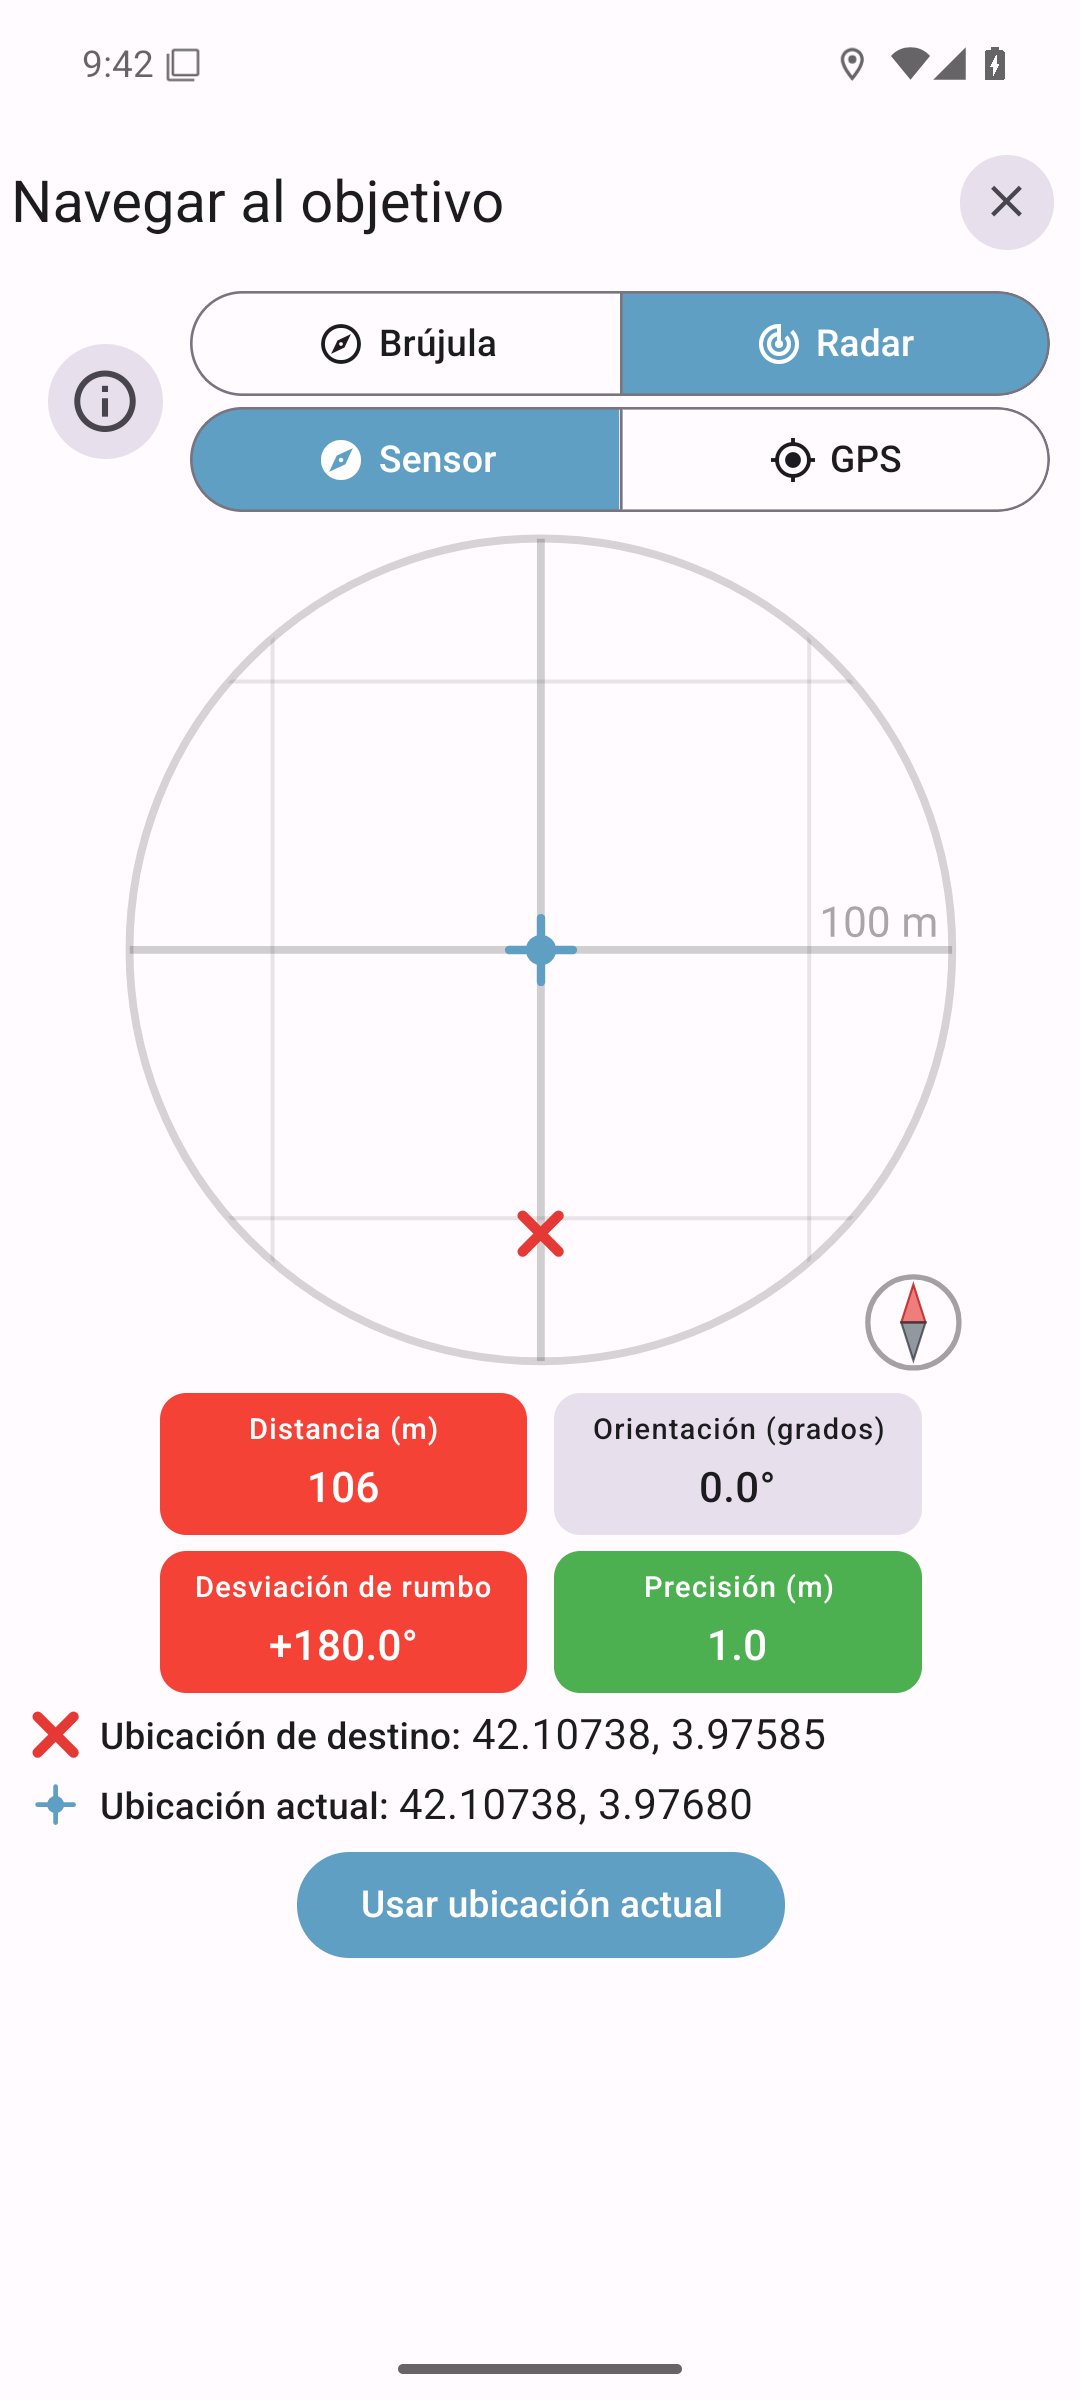 9:42
Navegar al objetivo
Brújula
Radar
Sensor
GPS
100 m
Distancia (m)
106
Orientación (grados)
0.0°
Desviación de rumbo
+180.0°
Precisión (m)
1.0
Ubicación de destino: 42.10738, 3.97585
Ubicación actual: 42.10738, 3.97680
Usar ubicación actual